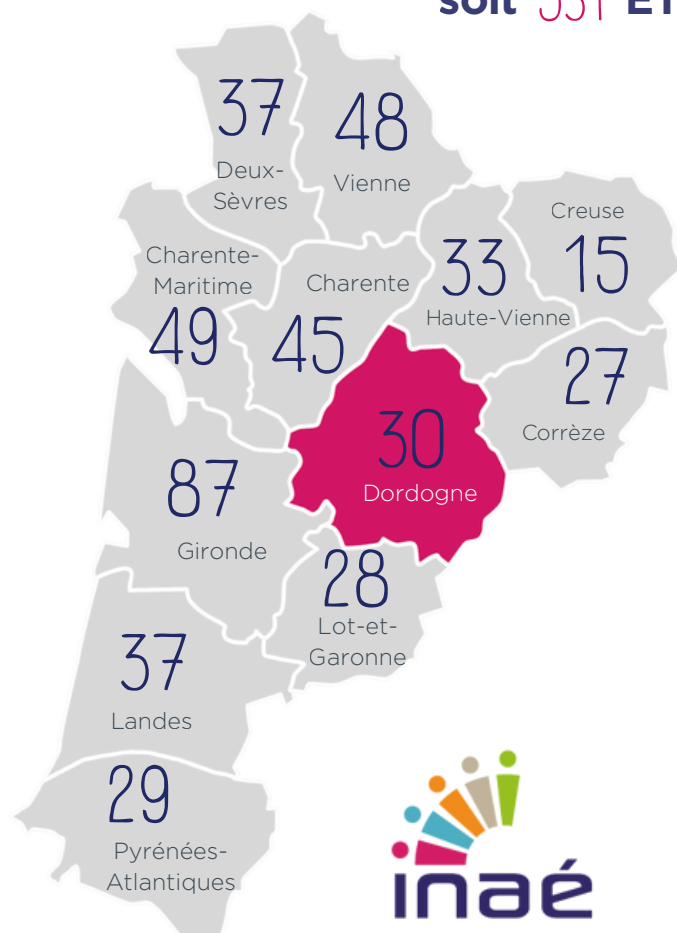 soit
37
Deux-
Sèvres
48
Vienne
Creuse
15
Charente-
Maritime
49
Charente
45
33
Haute-Vienne
27
Corrèze
30
Dordogne
87
Gironde
28
Lot-et-
Garonne
37
Landes
29
Pyrénées-
Atlantiques
inaé